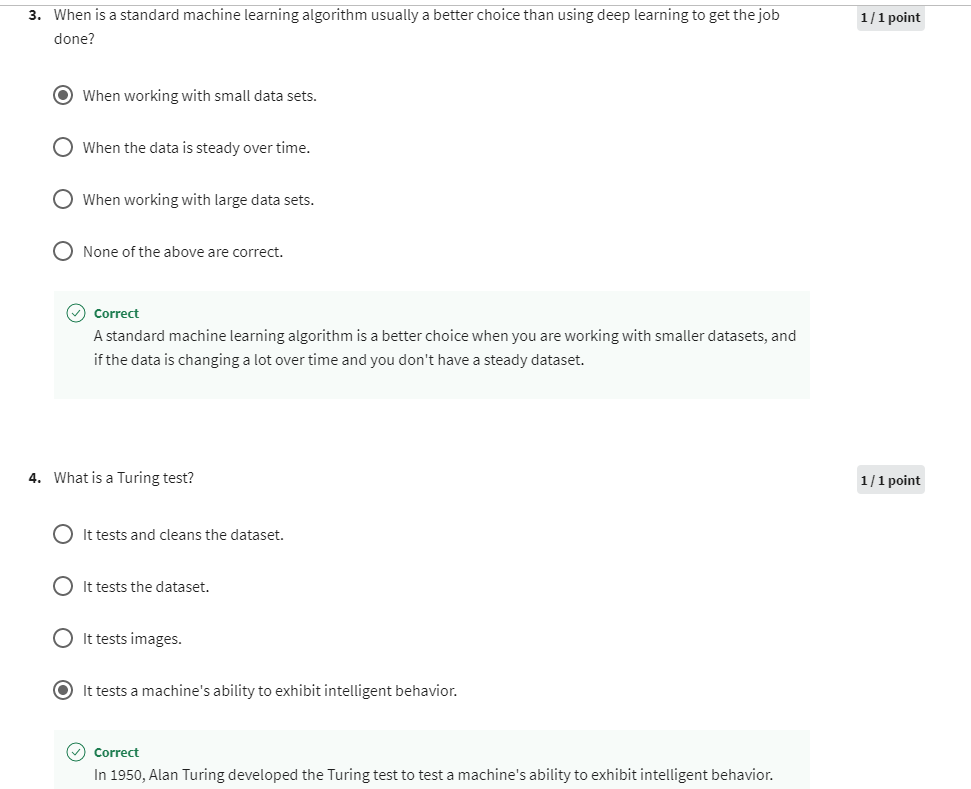 3. When is a standard machine learning algorithm usually a better choice than using deep learning to get the job
done?
1 / 1 point
When working with small data sets.
When the data is steady over time.
When working with large data sets.
None of the above are correct.
Correct
A standard machine learning algorithm is a better choice when you are working with smaller datasets, and
if the data is changing a lot over time and you don't have a steady dataset.
4. What is a Turing test?
1 / 1 point
It tests and cleans the dataset.
It tests the dataset.
It tests images.
It tests a machine's ability to exhibit intelligent behavior.
Correct
In 1950, Alan Turing developed the Turing test to test a machine's ability to exhibit intelligent behavior.